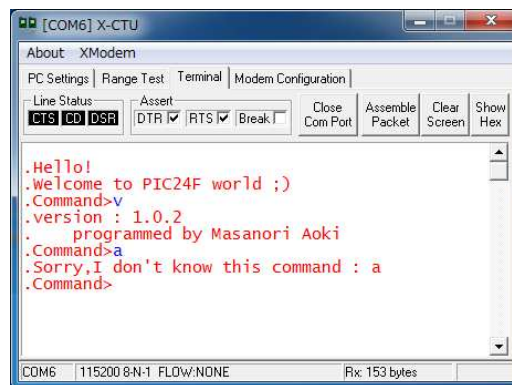 [COM6] X-CTU
About XModem
PC Settings Range Test Terminal Modem Configuration
Line Status
CTS CD DSR
Assert
DTR RTS Break
Close Com Port
Assemble Packet
Clear Screen
Show Hex
.Hello!
.Welcome to PIC24F world ;)
.Command>v
.version : 1.0.2
.    programmed by Masanori Aoki
.Command>a
.Sorry,I don't know this command : a
.Command>
COM6 115200 8-N-1 FLOW:NONE Rx: 153 bytes